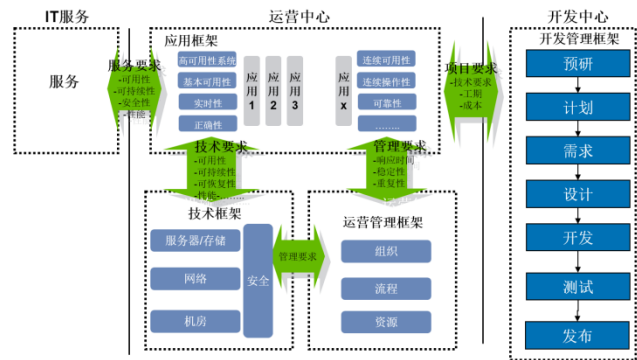 IT服务
运营中心
开发中心
服务
服务要求
-可用性
-可持续性
-安全性
-性能
应用框架
高可用性系统
基本可用性
实时性
正确性
应用1
应用2
应用3
应用x
连续可用性
连续操作性
可靠性
........
项目要求
-技术要求
-工期
-成本
技术要求
-可用性
-可持续性
-可恢复性
-性能-........
管理要求
-响应时间
-稳定性
-重复性
技术框架
服务器/存储
网络
机房
安全
管理要求
运营管理框架
组织
流程
资源
开发管理框架
预研
计划
需求
设计
开发
测试
发布